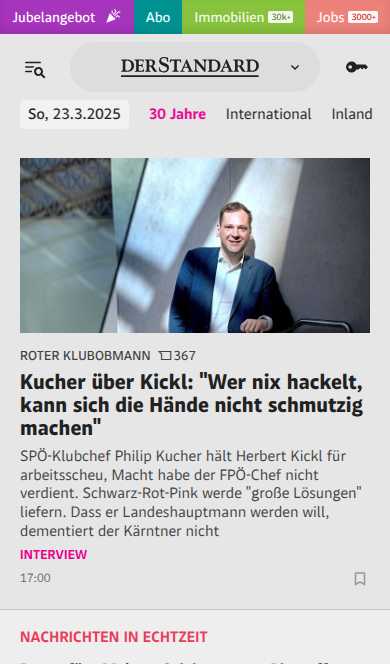 Jubelangebot Abo Immobilien 30k+ Jobs 3000+
DERSTANDARD
So, 23.3.2025 30 Jahre International Inland
ROTER KLUBOBMANN 367
Kucher über Kickl: "Wer nix hackelt,
kann sich die Hände nicht schmutzig
machen"
SPÖ-Klubchef Philip Kucher hält Herbert Kickl für
arbeitsscheu, Macht habe der FPÖ-Chef nicht
verdient. Schwarz-Rot-Pink werde "große Lösungen"
liefern. Dass er Landeshauptmann werden will,
dementiert der Kärntner nicht
INTERVIEW
17:00
NACHRICHTEN IN ECHTZEIT